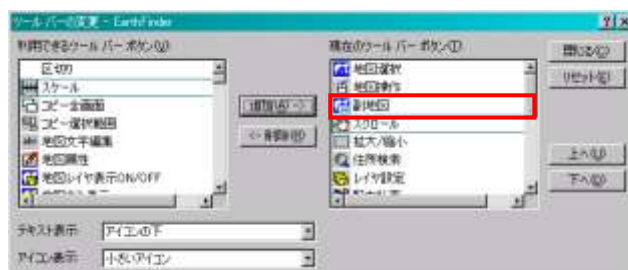 ツール バーの変更 - EarthFinder
利用できるツール バー ボタン(V)
現在のツール バー ボタン(T)
閉じる(C)
区切り
スケール
コピー全画面
コピー選択範囲
地図文字編集
地図属性
地図レイヤ表示ON/OFF
追加(A) ->
<- 削除(R)
地図選択
地図動作
副地図
スクロール
拡大/縮小
住所検索
レイヤ設定
リセット(E)
上へ(U)
下へ(D)
テキスト表示
アイコンの下
アイコン表示
小さいアイコン